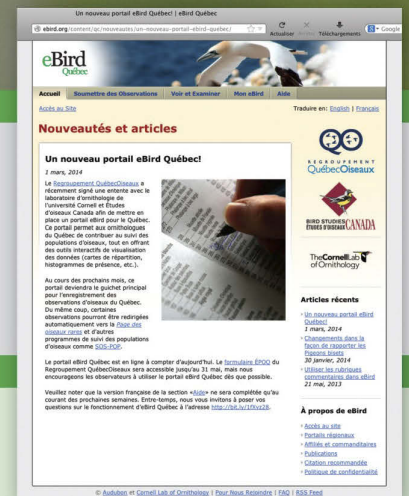 Un nouveau portail eBird Québec! | eBird Québec
ebird.org/content/qc/nouveautes/un-nouveau-portail-ebird-quebec/
Actualiser
Téléchargements
Google
eBird
Québec
Accueil
Soumettre des Observations
Voir et Examiner
Mon eBird
Aide
Accès au Site
Traduire en: English | Français
Nouveautés et articles
Un nouveau portail eBird Québec!
1 mars, 2014
Le Regroupement QuébecOiseaux a
récemment signé une entente avec le
laboratoire d'ornithologie de
l'université Cornell et Études
d'oiseaux Canada afin de mettre en
place un portail eBird pour le Québec.
Ce portail permet aux ornithologues
du Québec de contribuer au suivi des
populations d'oiseaux, tout en offrant
des outils interactifs de visualisation
des données (cartes de répartition,
histogrammes de présence, etc.).
Au cours des prochains mois, ce
portail deviendra le guichet principal
pour l'enregistrement des
observations d'oiseaux du Québec.
Du même coup, certaines
observations pourront être redirigées
automatiquement vers la Page des
oiseaux rares et d'autres
programmes de suivi des populations
d'oiseaux comme SOS-POP.
Le portail eBird Québec est en ligne à compter d'aujourd'hui. Le formulaire ÉPOQ du
Regroupement QuébecOiseaux sera accessible jusqu'au 31 mai, mais nous
encourageons les observateurs à utiliser le portail eBird Québec dès que possible.
Veuillez noter que la version française de la section «Aide» ne sera complétée qu'au
courant des prochaines semaines. Entre-temps, nous vous invitons à poser vos
questions sur le fonctionnement d'eBird Québec à l'adresse
REGROUPEMENT
QuébecOiseaux
BIRD STUDIES
ÉTUDES D'OISEAUX CANADA
TheCornellLab
of Ornithology
Articles récents
Un nouveau portail eBird
Québec!
1 mars, 2014
Changements dans la
façon de rapporter les
Pigeons bisets
30 janvier, 2014
Utiliser les rubriques
commentaires dans eBird
21 mai, 2013
À propos de eBird
Accès au site
Portails régionaux
Affiliés et commanditaires
Publications
Citation recommandée
Politique de confidentialité
© Audubon et Cornell Lab of Ornithology | Pour Nous Rejoindre | FAQ | RSS Feed